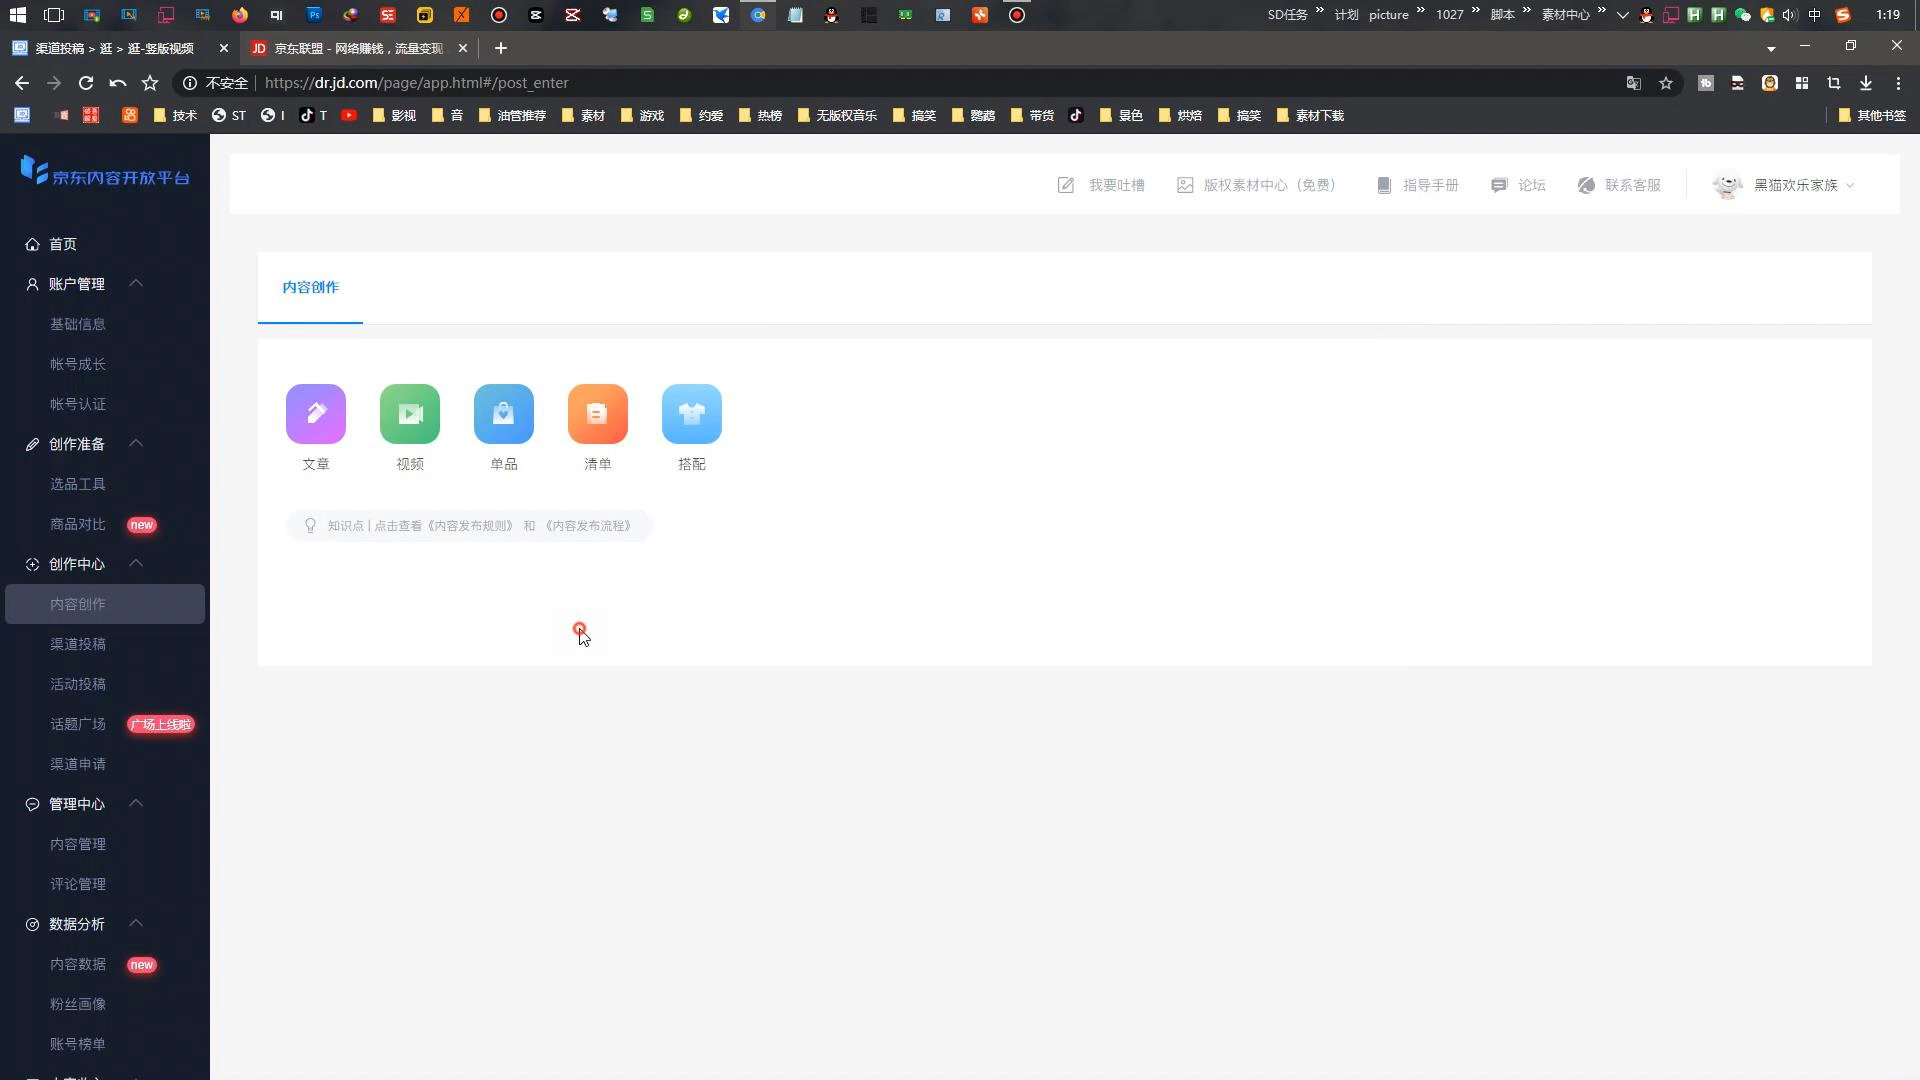 SD任务 计划 picture 1027 脚本 素材中心 中 1:19
渠道投稿 > 逛 > 逛-竖版视频 京东联盟 - 网络赚钱，流量变现
不安全 https://dr.jd.com/page/app.html#/post_enter
技术 ST I T 影视 音 油管推荐 素材 游戏 约爱 热榜 无版权音乐 搞笑 鹦鹉 带货 景色 烘焙 搞笑 素材下载 其他书签
京东内容开放平台
我要吐槽 版权素材中心（免费） 指导手册 论坛 联系客服 黑猫欢乐家族
首页
账户管理
基础信息
帐号成长
帐号认证
创作准备
选品工具
商品对比 new
创作中心
内容创作
渠道投稿
活动投稿
话题广场 广场上线啦
渠道申请
管理中心
内容管理
评论管理
数据分析
内容数据 new
粉丝画像
账号榜单
内容创作
文章 视频 单品 清单 搭配
知识点 | 点击查看《内容发布规则》 和 《内容发布流程》